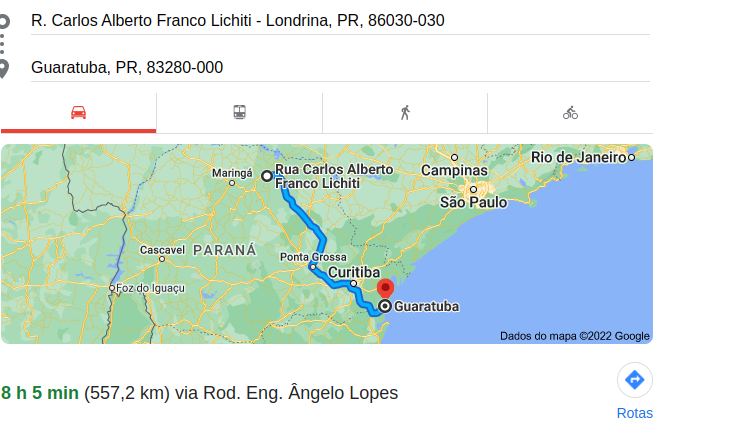 R. Carlos Alberto Franco Lichiti - Londrina, PR, 86030-030
Guaratuba, PR, 83280-000
Rio de Janeiro
Campinas
Maringá
Rua Carlos Alberto
Franco Lichiti
São Paulo
Cascavel
PARANÁ
Ponta Grossa
Curitiba
Foz do Iguaçu
Guaratuba
Dados do mapa ©2022 Google
8 h 5 min (557,2 km) via Rod. Eng. Ângelo Lopes
Rotas